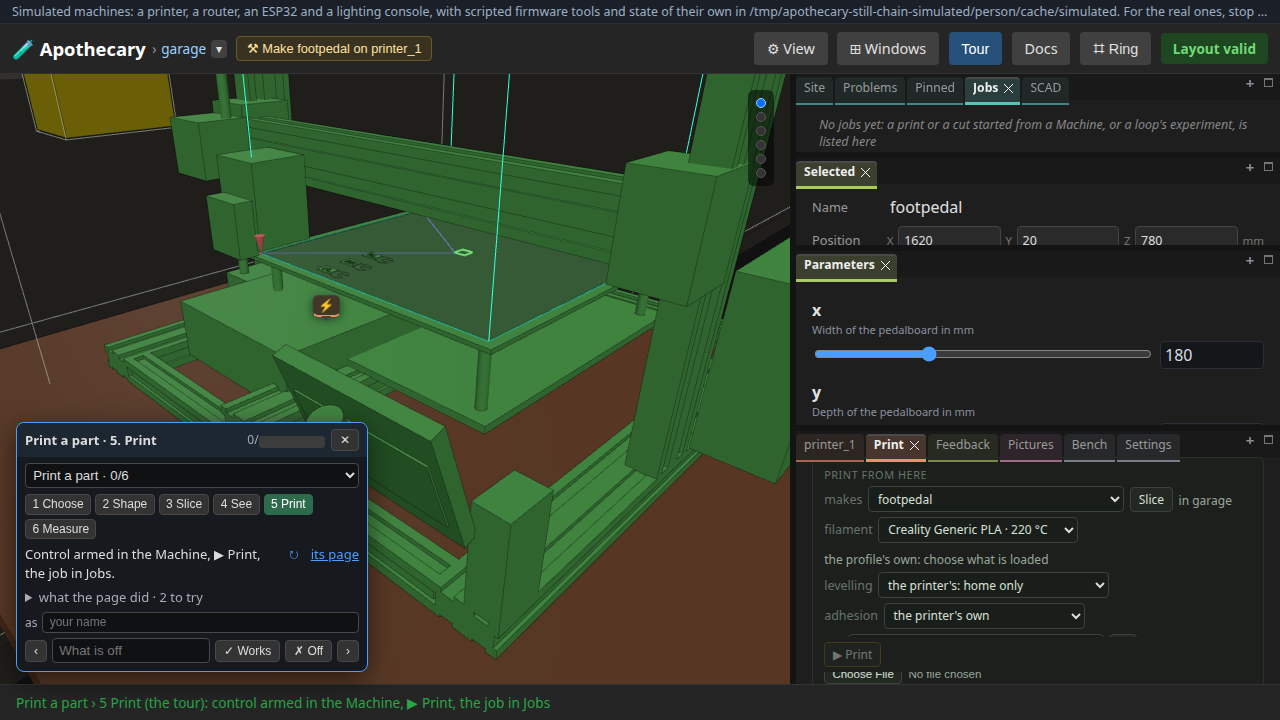 Simulated machines: a printer, a router, an ESP32 and a lighting console, with scripted firmware tools and state of their own in /tmp/apothecary-still-chain-simulated/person/cache/simulated. For the real ones, stop ...
Apothecary › garage ▾ ⚒ Make footpedal on printer_1 ⚙ View ⊞ Windows Tour Docs ⌗ Ring Layout valid
Site Problems Pinned Jobs SCAD
No jobs yet: a print or a cut started from a Machine, or a loop's experiment, is
listed here
Selected
Name footpedal
Position X 1620 Y 20 Z 780 mm
Parameters
x
Width of the pedalboard in mm
180
y
Depth of the pedalboard in mm
printer_1 Print Feedback Pictures Bench Settings
PRINT FROM HERE
makes footpedal Slice in garage
filament Creality Generic PLA · 220 °C
the profile's own: choose what is loaded
levelling the printer's: home only
adhesion the printer's own
▶ Print
Choose File No file chosen
Print a part · 5. Print 0/ ✕
Print a part · 0/6
1 Choose 2 Shape 3 Slice 4 See 5 Print
6 Measure
Control armed in the Machine, ▶ Print, ↻ its page
the job in Jobs.
▶ what the page did · 2 to try
as your name
‹ What is off ✓ Works ✗ Off ›
Print a part › 5 Print (the tour): control armed in the Machine, ▶ Print, the job in Jobs